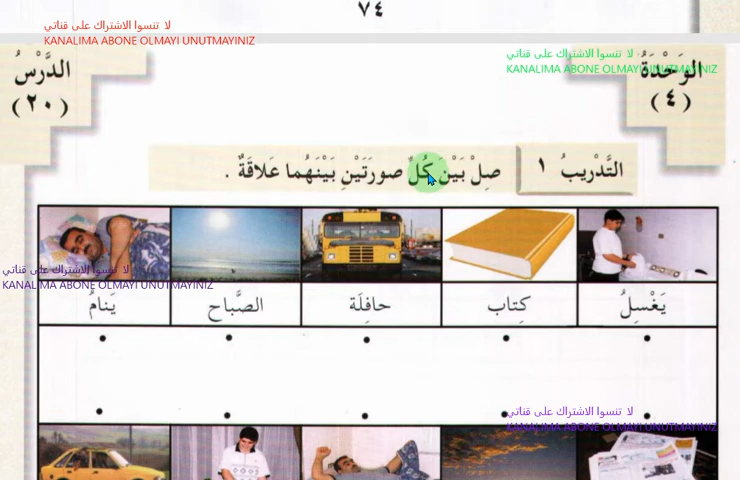 ٧٤
لا تنسوا الاشتراك على قناتي
KANALIMA ABONE OLMAYI UNUTMAYINIZ
لا تنسوا الاشتراك على قناتي
KANALIMA ABONE OLMAYI UNUTMAYINIZ
الوَحْدَةُ
(٤)
الدَّرْسُ
(٢٠)
التَّدْرِيبُ ١ صِلْ بَيْنَ كُلِّ صورَتَيْنِ بَيْنَهُما عَلاقَةٌ .
لا تنسوا الاشتراك على قناتي
KANALIMA ABONE OLMAYI UNUTMAYINIZ
يَغْسِلُ كِتاب حافِلَة الصَّباح يَنامُ
لا تنسوا الاشتراك على قناتي
KANALIMA ABONE OLMAYI UNUTMAYINIZ